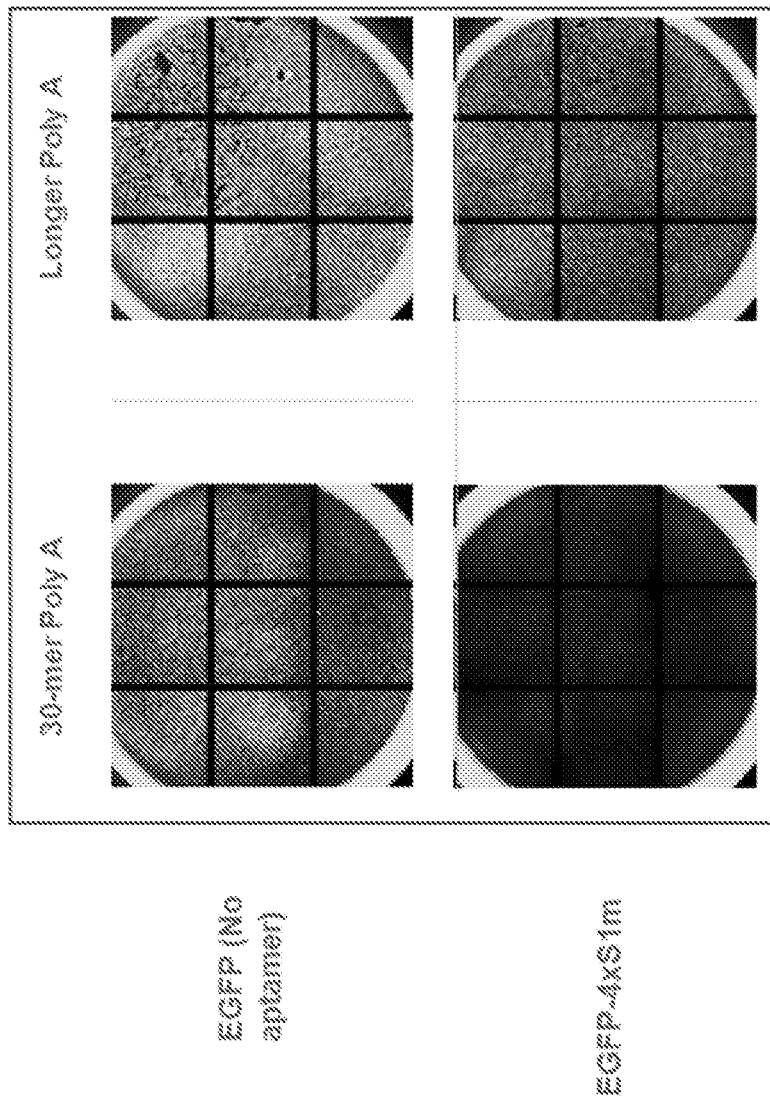 30-mer Poly A
Longer Poly A
EGFP (No
aptamer)
EGFP-4xS1m